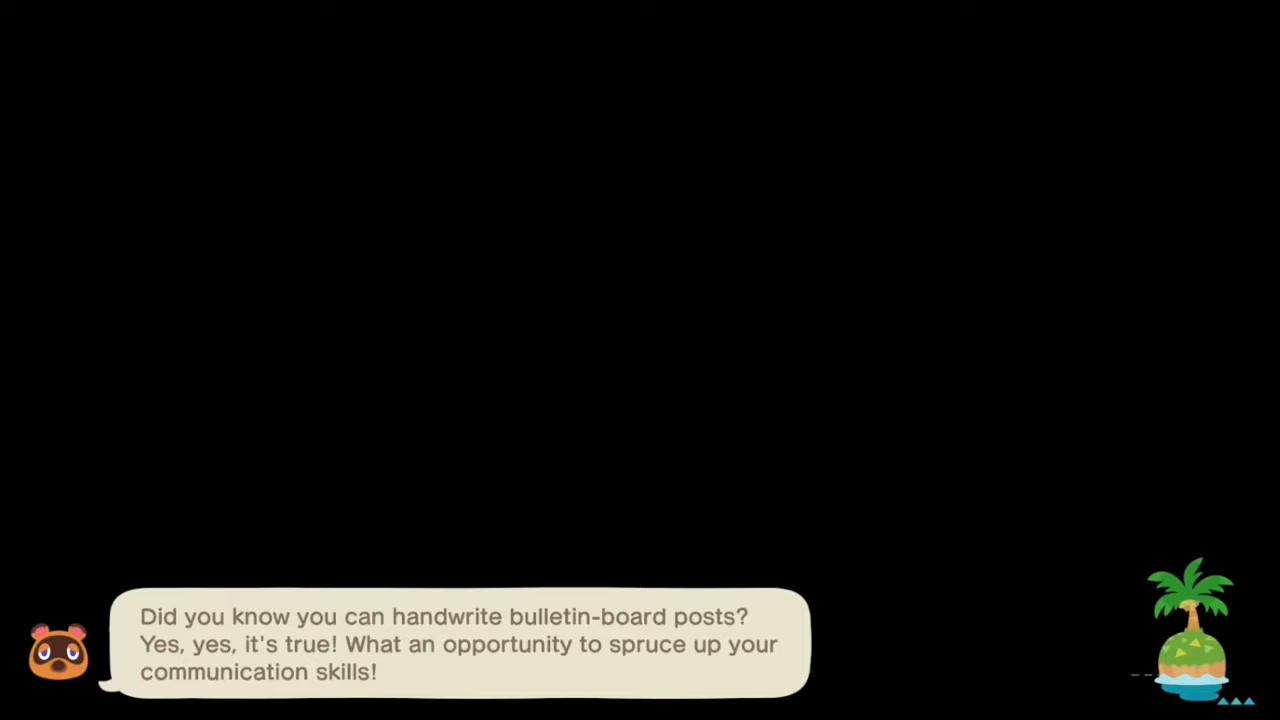 Did you know you can handwrite bulletin-board posts?
Yes, yes, it's true! What an opportunity to spruce up your
communication skills!